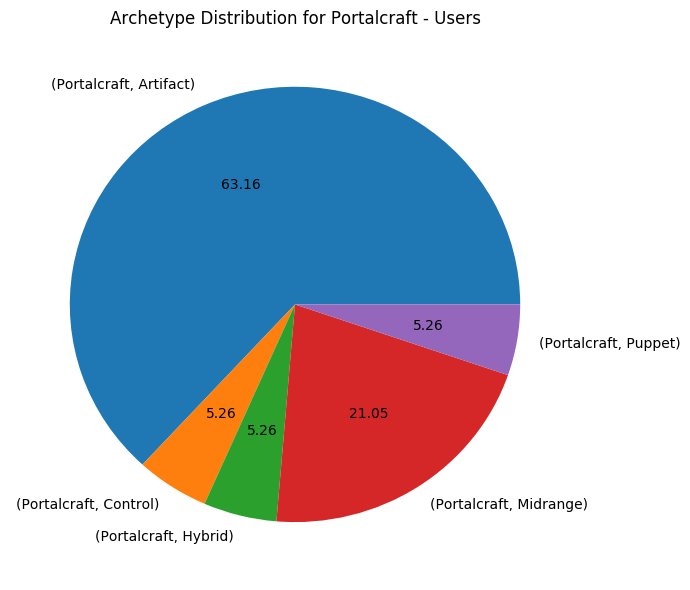 Archetype Distribution for Portalcraft - Users
(Portalcraft, Artifact)
63.16
5.26
(Portalcraft, Puppet)
5.26
5.26
21.05
(Portalcraft, Control)
(Portalcraft, Midrange)
(Portalcraft, Hybrid)